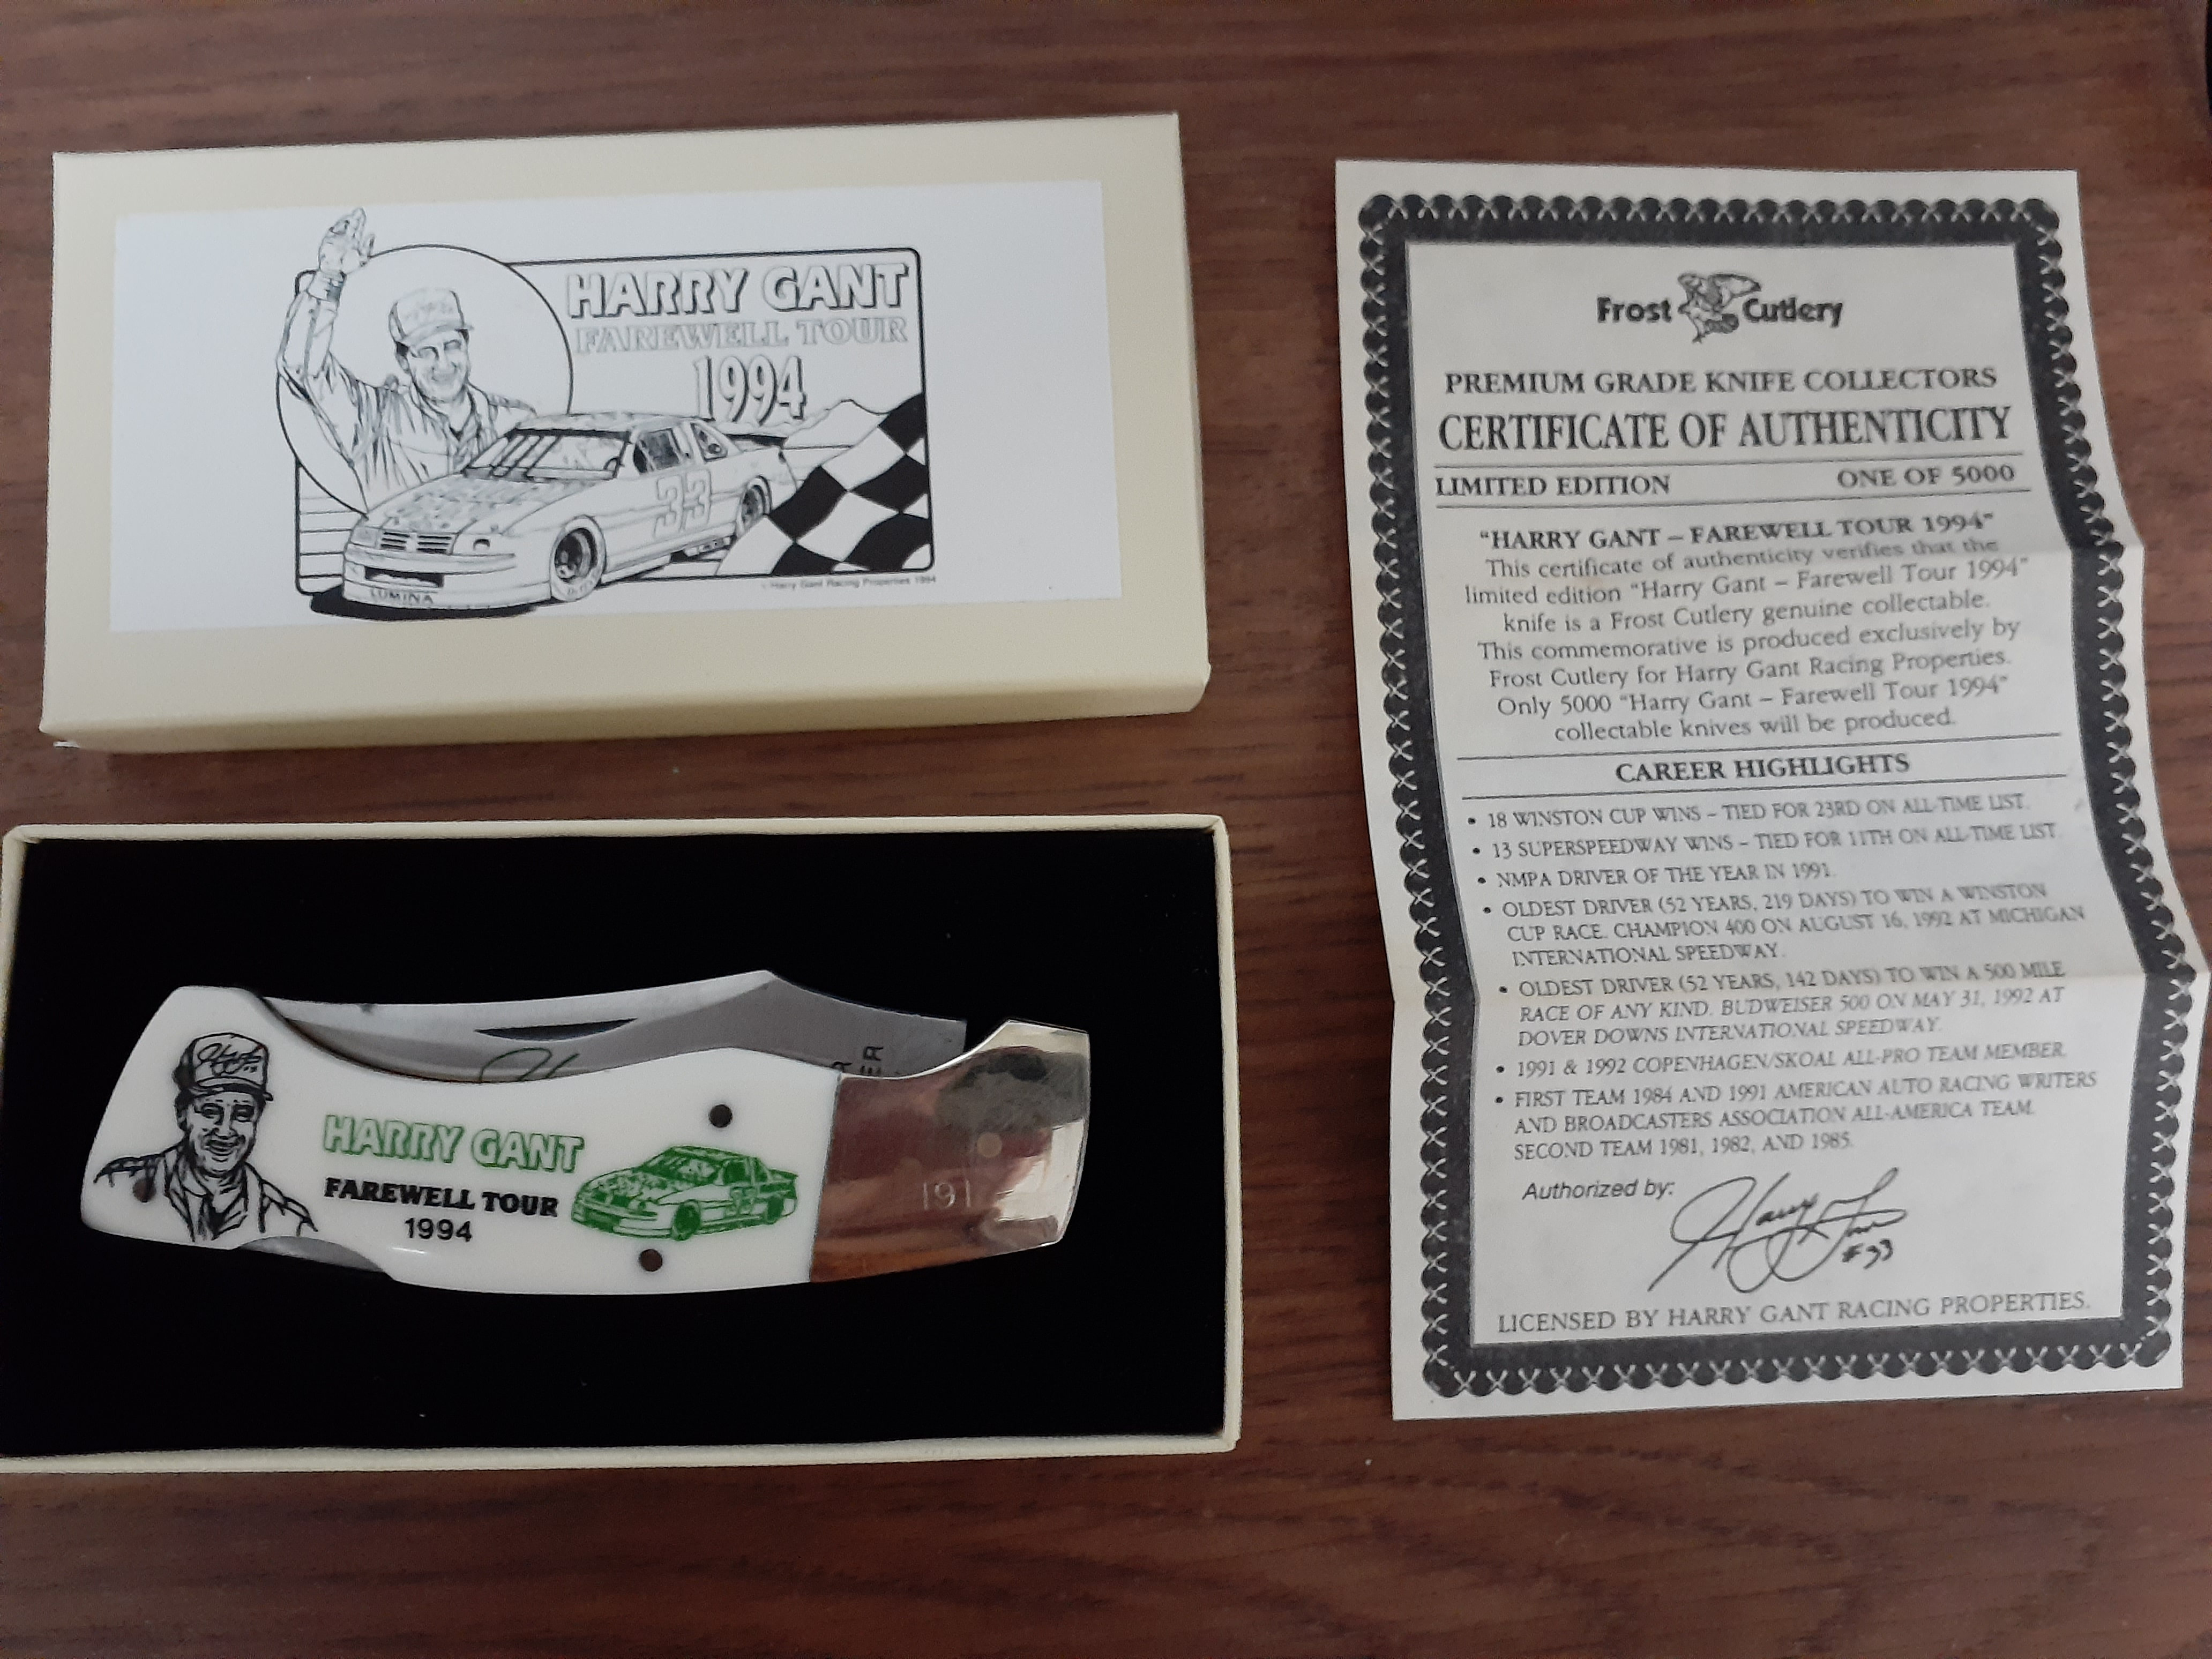 HARRY GANT
FAREWELL TOUR
1994
33
LUMINA
Harry Gant Racing Properties 1994
HARRY GANT
FAREWELL TOUR
1994
33
191
Frost Cutlery
PREMIUM GRADE KNIFE COLLECTORS
CERTIFICATE OF AUTHENTICITY
LIMITED EDITION ONE OF 5000
"HARRY GANT – FAREWELL TOUR 1994"
This certificate of authenticity verifies that the
limited edition "Harry Gant – Farewell Tour 1994"
knife is a Frost Cutlery genuine collectable.
This commemorative is produced exclusively by
Frost Cutlery for Harry Gant Racing Properties.
Only 5000 "Harry Gant – Farewell Tour 1994"
collectable knives will be produced.
CAREER HIGHLIGHTS
• 18 WINSTON CUP WINS – TIED FOR 23RD ON ALL-TIME LIST.
• 13 SUPERSPEEDWAY WINS – TIED FOR 11TH ON ALL-TIME LIST.
• NMPA DRIVER OF THE YEAR IN 1991.
• OLDEST DRIVER (52 YEARS, 219 DAYS) TO WIN A WINSTON
CUP RACE. CHAMPION 400 ON AUGUST 16, 1992 AT MICHIGAN
INTERNATIONAL SPEEDWAY.
• OLDEST DRIVER (52 YEARS, 142 DAYS) TO WIN A 500 MILE
RACE OF ANY KIND. BUDWEISER 500 ON MAY 31, 1992 AT
DOVER DOWNS INTERNATIONAL SPEEDWAY.
• 1991 & 1992 COPENHAGEN/SKOAL ALL-PRO TEAM MEMBER.
• FIRST TEAM 1984 AND 1991 AMERICAN AUTO RACING WRITERS
AND BROADCASTERS ASSOCIATION ALL-AMERICA TEAM.
SECOND TEAM 1981, 1982, AND 1985.
Authorized by: Harry Gant
#33
LICENSED BY HARRY GANT RACING PROPERTIES.